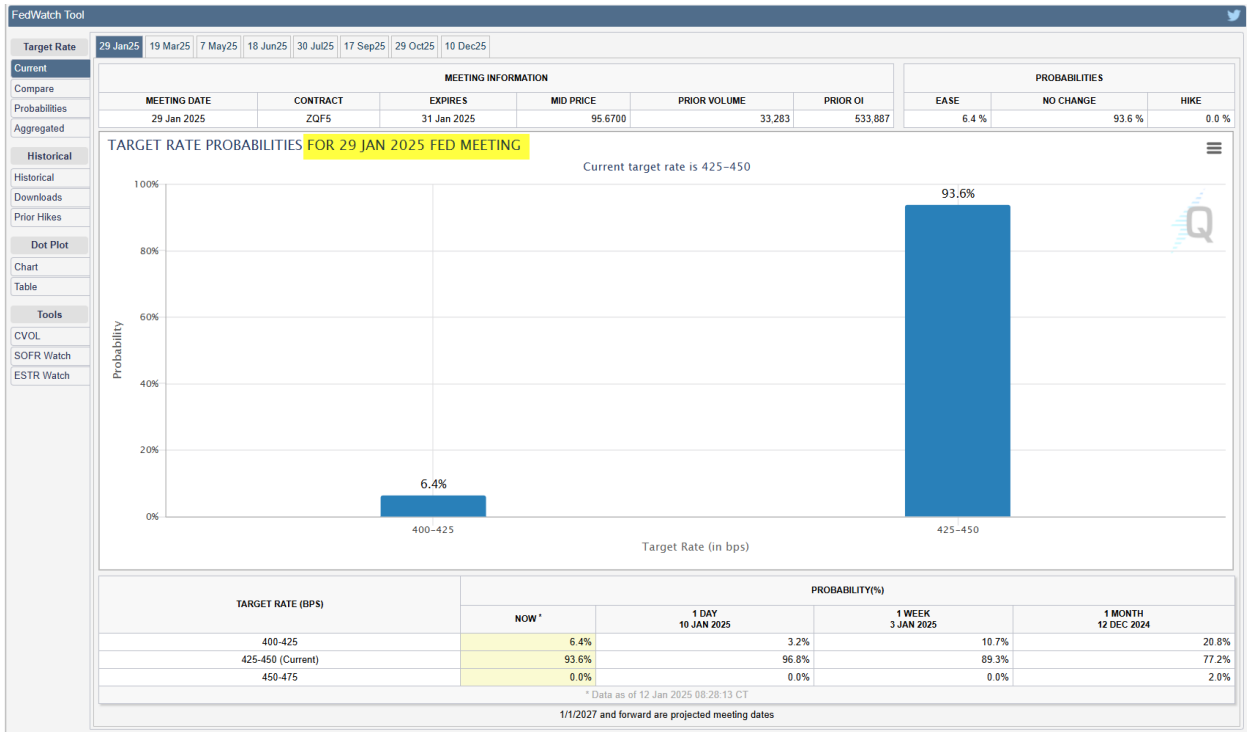 FedWatch Tool
Target Rate
Current
Compare
Probabilities
Aggregated
Historical
Historical
Downloads
Prior Hikes
Dot Plot
Chart
Table
Tools
CVOL
SOFR Watch
ESTR Watch
29 Jan25 19 Mar25 7 May25 18 Jun25 30 Jul25 17 Sep25 29 Oct25 10 Dec25
MEETING INFORMATION
MEETING DATE CONTRACT EXPIRES MID PRICE PRIOR VOLUME PRIOR OI
29 Jan 2025 ZQF5 31 Jan 2025 95.6700 33,283 533,887
PROBABILITIES
EASE NO CHANGE HIKE
6.4 % 93.6 % 0.0 %
TARGET RATE PROBABILITIES FOR 29 JAN 2025 FED MEETING
Current target rate is 425-450
Probability
100%
80%
60%
40%
20%
0%
6.4%
93.6%
Q
400-425 425-450
Target Rate (in bps)
TARGET RATE (BPS) PROBABILITY(%)
NOW * 1 DAY 1 WEEK 1 MONTH
10 JAN 2025 3 JAN 2025 12 DEC 2024
400-425 6.4% 3.2% 10.7% 20.8%
425-450 (Current) 93.6% 96.8% 89.3% 77.2%
450-475 0.0% 0.0% 0.0% 2.0%
* Data as of 12 Jan 2025 08:28:13 CT
1/1/2027 and forward are projected meeting dates